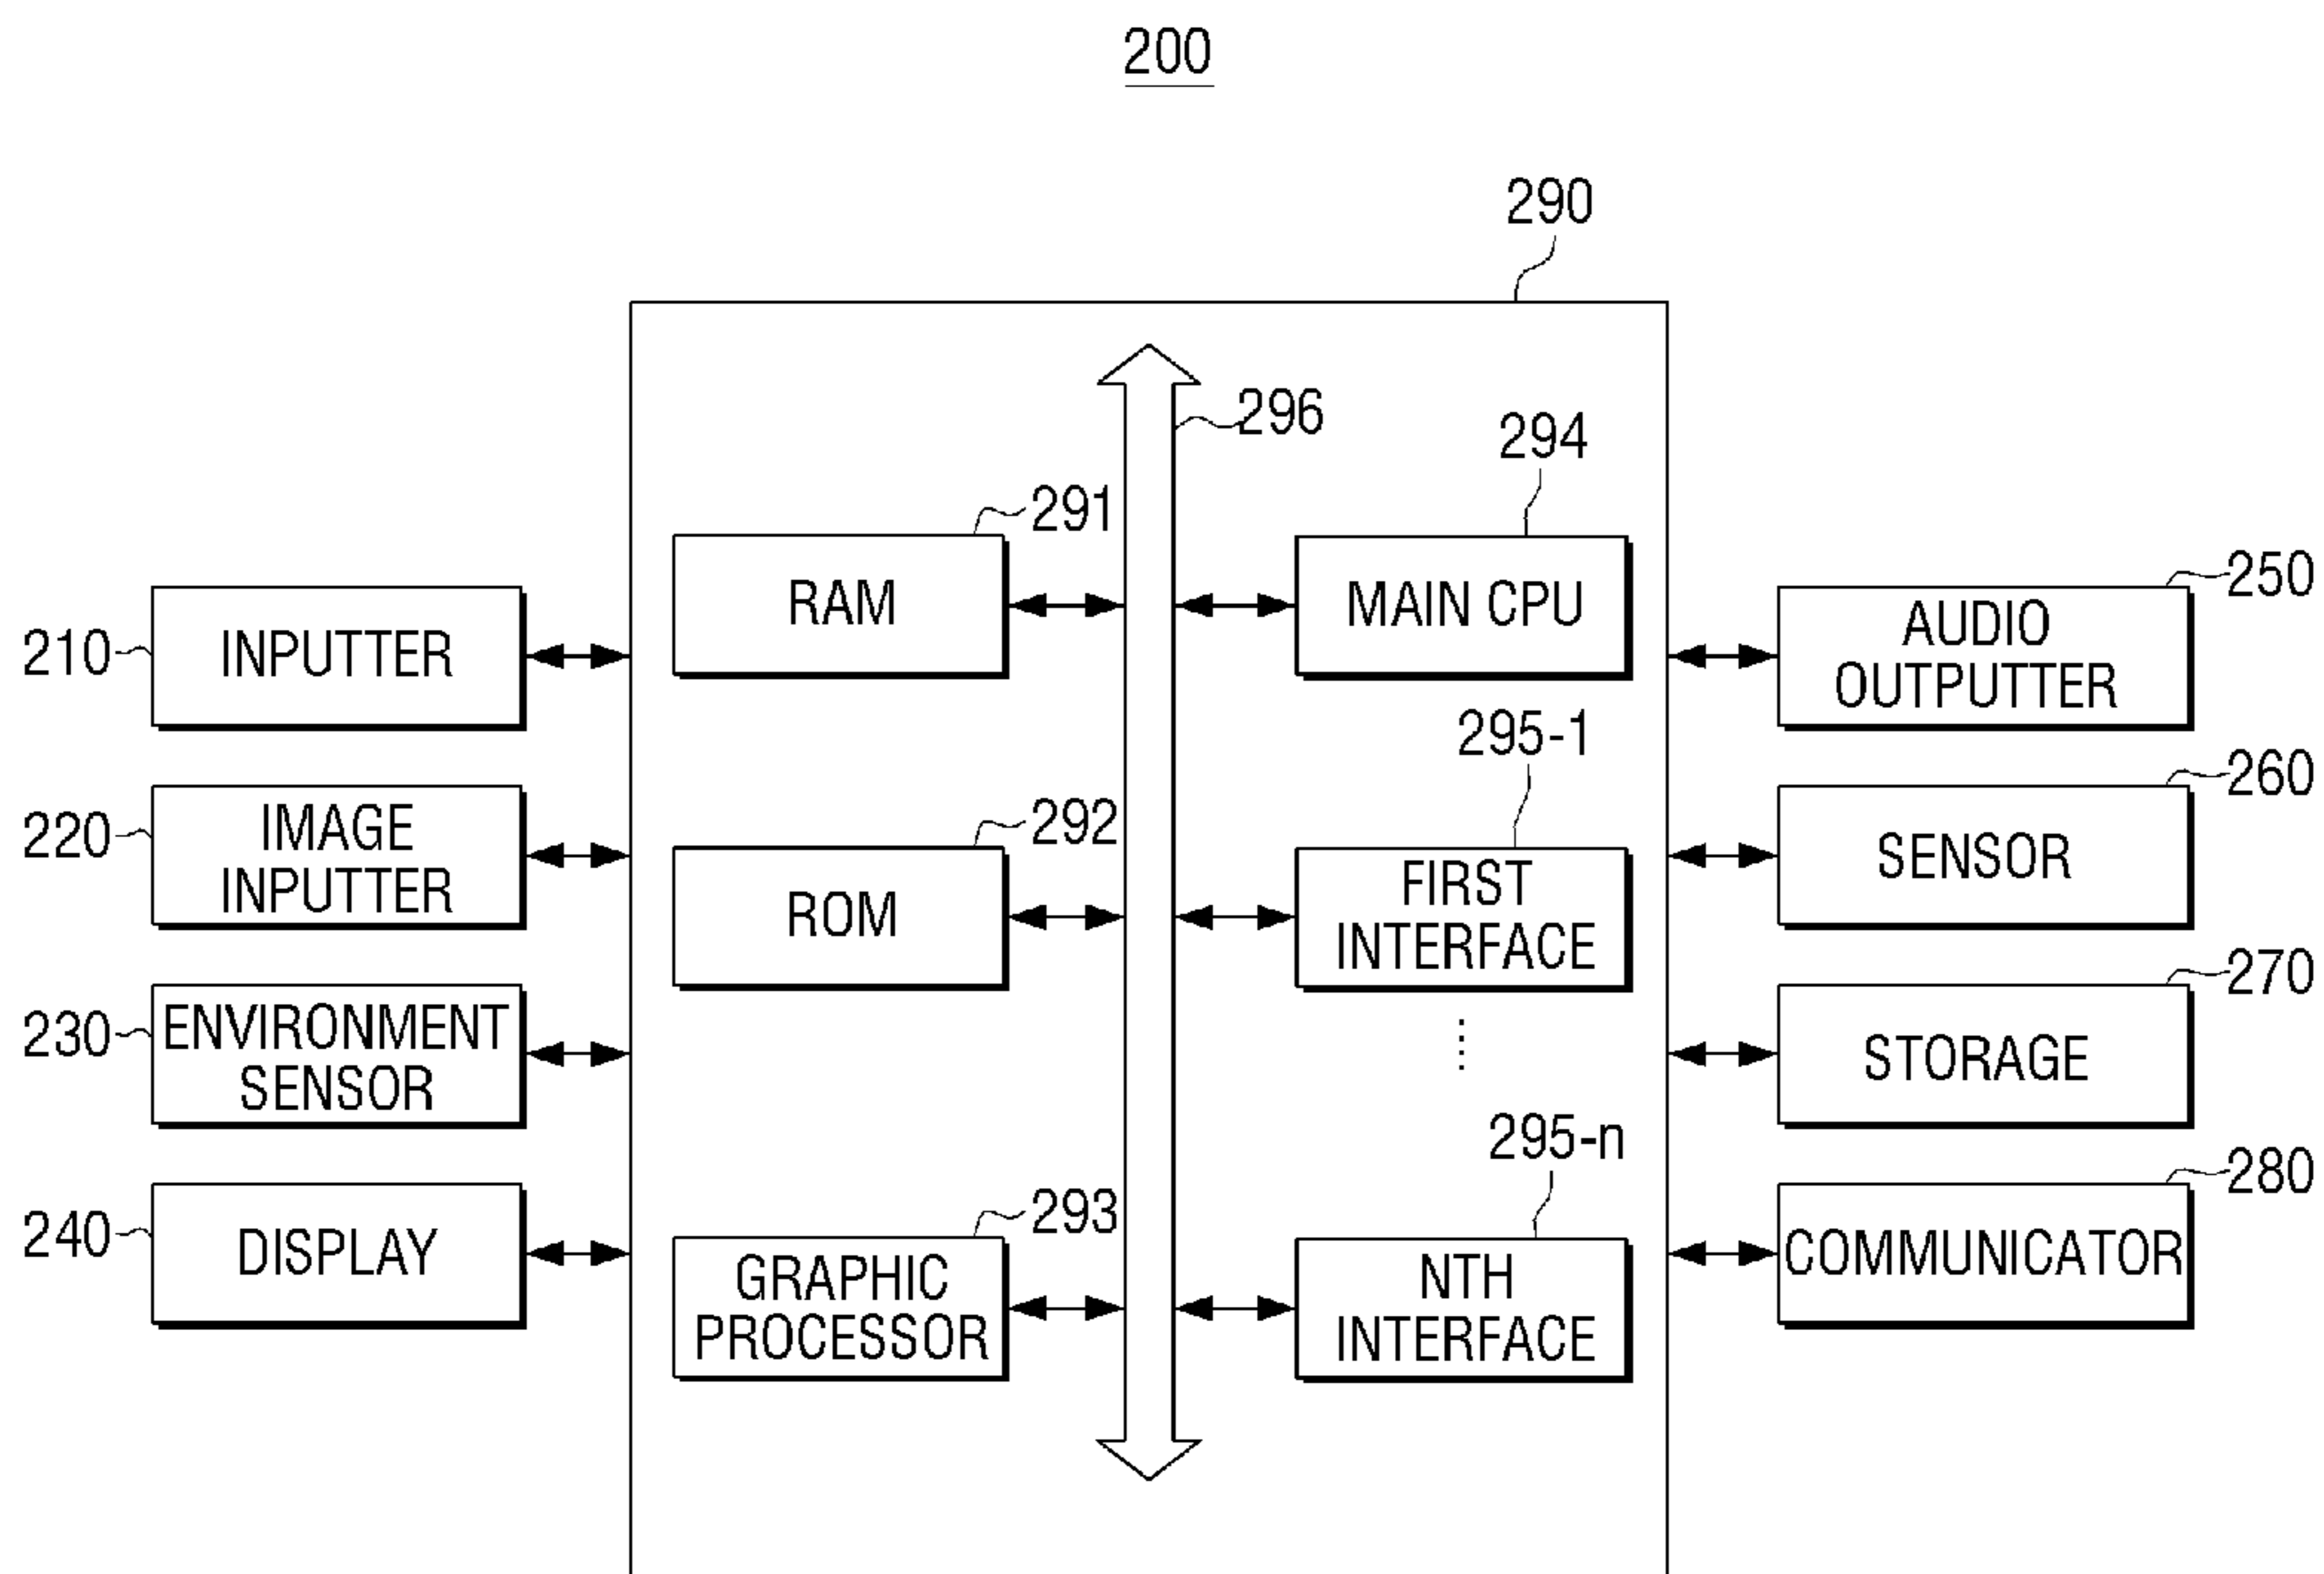 200
290
296
294
291
RAM
MAIN CPU
250
AUDIO
OUTPUTTER
210
INPUTTER
295-1
260
SENSOR
220
IMAGE
INPUTTER
292
ROM
FIRST
INTERFACE
270
STORAGE
230
ENVIRONMENT
SENSOR
295-n
280
COMMUNICATOR
240
DISPLAY
293
GRAPHIC
PROCESSOR
NTH
INTERFACE